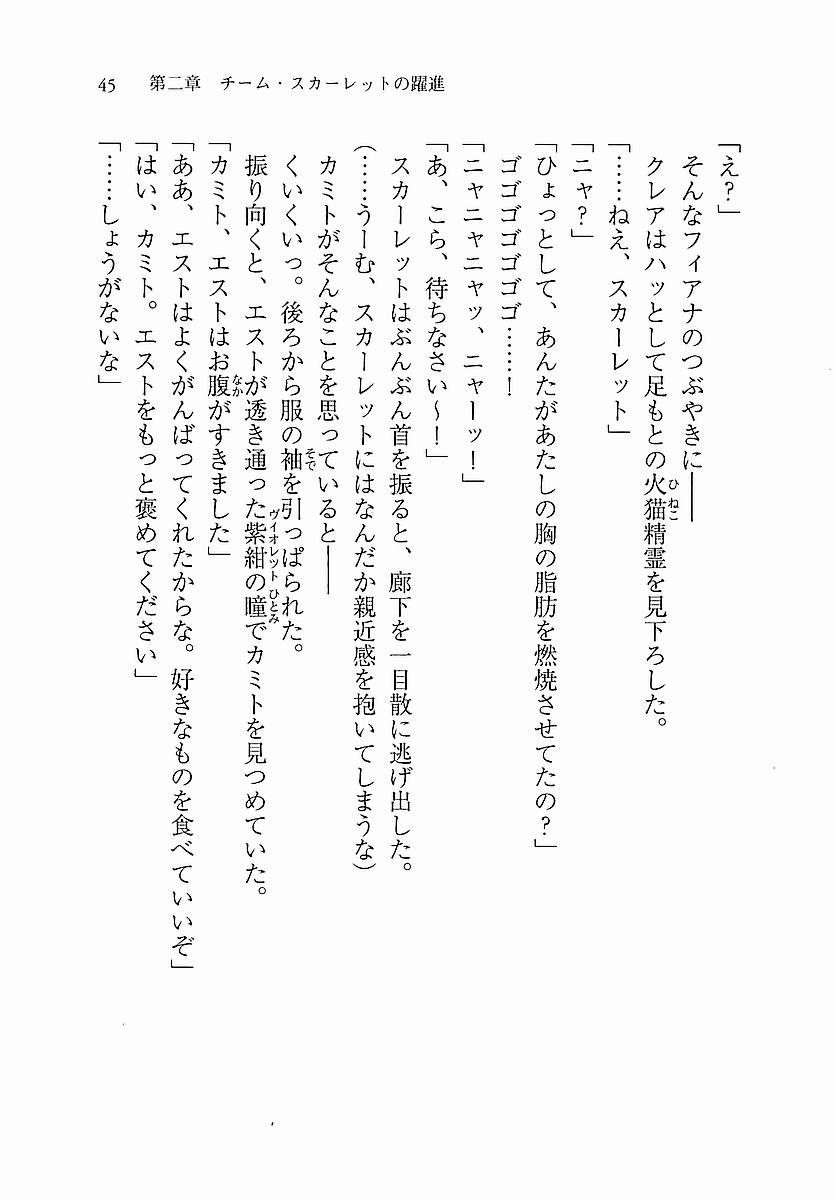 45 第二章 チーム・スカーレットの躍進
「え？」
そんなフィアナのつぶやきに――
クレアはハッとして足もとの火猫精霊を見下ろした。
「……ねえ、スカーレット」
「ニャ？」
「ひょっとして、あんたがあたしの胸の脂肪を燃焼させてたの？」
ゴゴゴゴゴゴゴ……！
「ニャニャニャッ、ニャーッ！」
「あ、こら、待ちなさい～！」
スカーレットはぶんぶん首を振ると、廊下を一目散に逃げ出した。
（……うーむ、スカーレットにはなんだか親近感を抱いてしまうな）
カミトがそんなことを思っていると――
くいくいっ。後ろから服の袖を引っぱられた。
振り向くと、エストが透き通った紫紺の瞳でカミトを見つめていた。
「カミト、エストはお腹がすきました」
「ああ、エストはよくがんばってくれたからな。好きなものを食べていいぞ」
「はい、カミト。エストをもっと褒めてください」
「……しょうがないな」